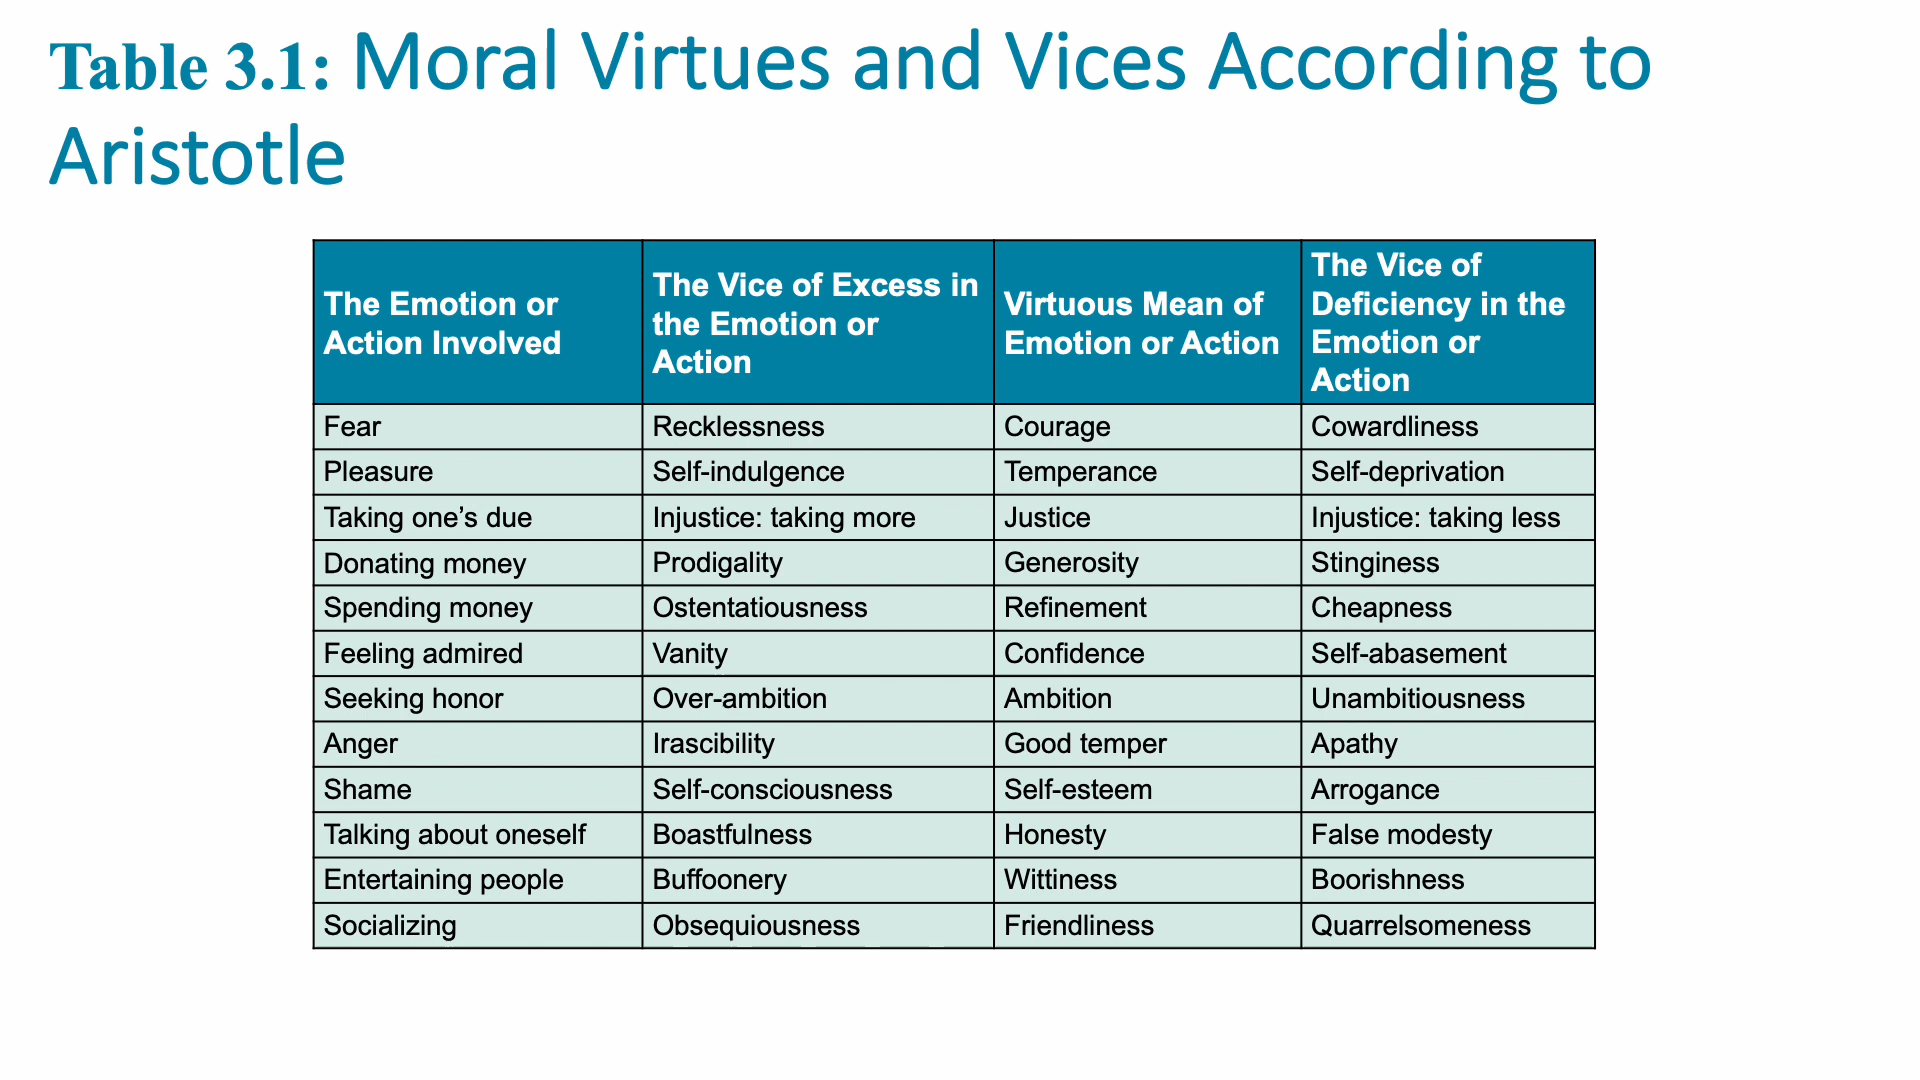 Table 3.1: Moral Virtues and Vices According to
Aristotle
The Emotion or
Action Involved
The Vice of Excess in
the Emotion or
Action
Virtuous Mean of
Emotion or Action
The Vice of
Deficiency in the
Emotion or
Action
Fear
Recklessness
Courage
Cowardliness
Pleasure
Self-indulgence
Temperance
Self-deprivation
Taking one’s due
Injustice: taking more
Justice
Injustice: taking less
Donating money
Prodigality
Generosity
Stinginess
Spending money
Ostentatiousness
Refinement
Cheapness
Feeling admired
Vanity
Confidence
Self-abasement
Seeking honor
Over-ambition
Ambition
Unambitiousness
Anger
Irascibility
Good temper
Apathy
Shame
Self-consciousness
Self-esteem
Arrogance
Talking about oneself
Boastfulness
Honesty
False modesty
Entertaining people
Buffoonery
Wittiness
Boorishness
Socializing
Obsequiousness
Friendliness
Quarrelsomeness